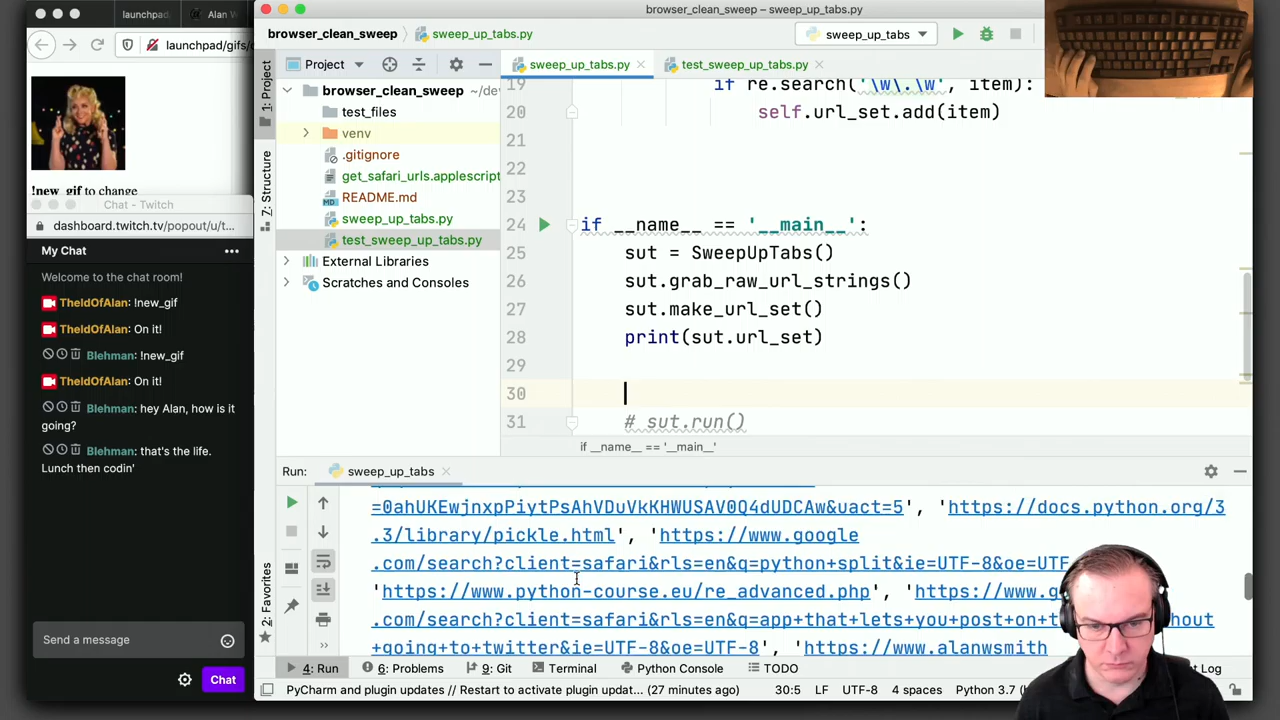 launchpad,
Alan W
launchpad/gifs/
!new_gif to change
Chat - Twitch
dashboard.twitch.tv/popout/u/t...
My Chat
Welcome to the chat room!
TheIdOfAlan: !new_gif
TheIdOfAlan: On it!
Blehman: !new_gif
TheIdOfAlan: On it!
Blehman: hey Alan, how is it
going?
Blehman: that's the life.
Lunch then codin'
Send a message
Chat
browser_clean_sweep – sweep_up_tabs.py
browser_clean_sweep
sweep_up_tabs.py
sweep_up_tabs
1: Project
7: Structure
2: Favorites
Project
browser_clean_sweep ~/de
test_files
venv
.gitignore
get_safari_urls.applescript
README.md
sweep_up_tabs.py
test_sweep_up_tabs.py
External Libraries
Scratches and Consoles
sweep_up_tabs.py
test_sweep_up_tabs.py
19 if re.search('\w\.\w', item):
20 self.url_set.add(item)
21
22
23
24 if __name__ == '__main__':
25 sut = SweepUpTabs()
26 sut.grab_raw_url_strings()
27 sut.make_url_set()
28 print(sut.url_set)
29
30
31 # sut.run()
if __name__ == '__main__'
Run: sweep_up_tabs
=0ahUKEwjnxpPiytPsAhVDuVkKHWUSAV0Q4dUDCAw&uact=5', 'https://docs.python.org/3
.3/library/pickle.html', 'https://www.google
.com/search?client=safari&rls=en&q=python+split&ie=UTF-8&oe=UTF
'https://www.python-course.eu/re_advanced.php', 'https://www.g
.com/search?client=safari&rls=en&q=app+that+lets+you+post+on+t hout
+going+to+twitter&ie=UTF-8&oe=UTF-8', 'https://www.alanwsmith
4: Run
6: Problems
9: Git
Terminal
Python Console
TODO
t Log
PyCharm and plugin updates // Restart to activate plugin updat... (27 minutes ago)
30:5 LF UTF-8 4 spaces Python 3.7 (